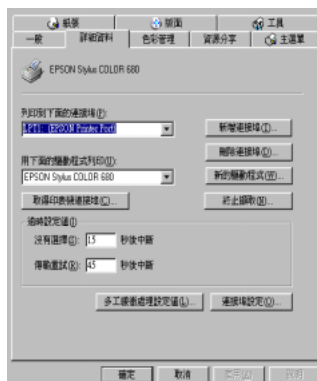 紙張 版面 工具
一般 詳細資料 色彩管理 資源分享 主選單
EPSON Stylus COLOR 680
列印到下面的連接埠(P):
LPT1: (EPSON Printer Port)
新增連接埠(T)...
刪除連接埠(D)...
用下面的驅動程式列印(U):
EPSON Stylus COLOR 680
新的驅動程式(W)...
取得印表機連接埠(C)...
終止擷取(N)...
逾時設定值(I)
沒有選擇(S): 15 秒後中斷
傳輸重試(R): 45 秒後中斷
多工緩衝處理設定值(L)...
連接埠設定(O)...
確定 取消 套用(A) 說明